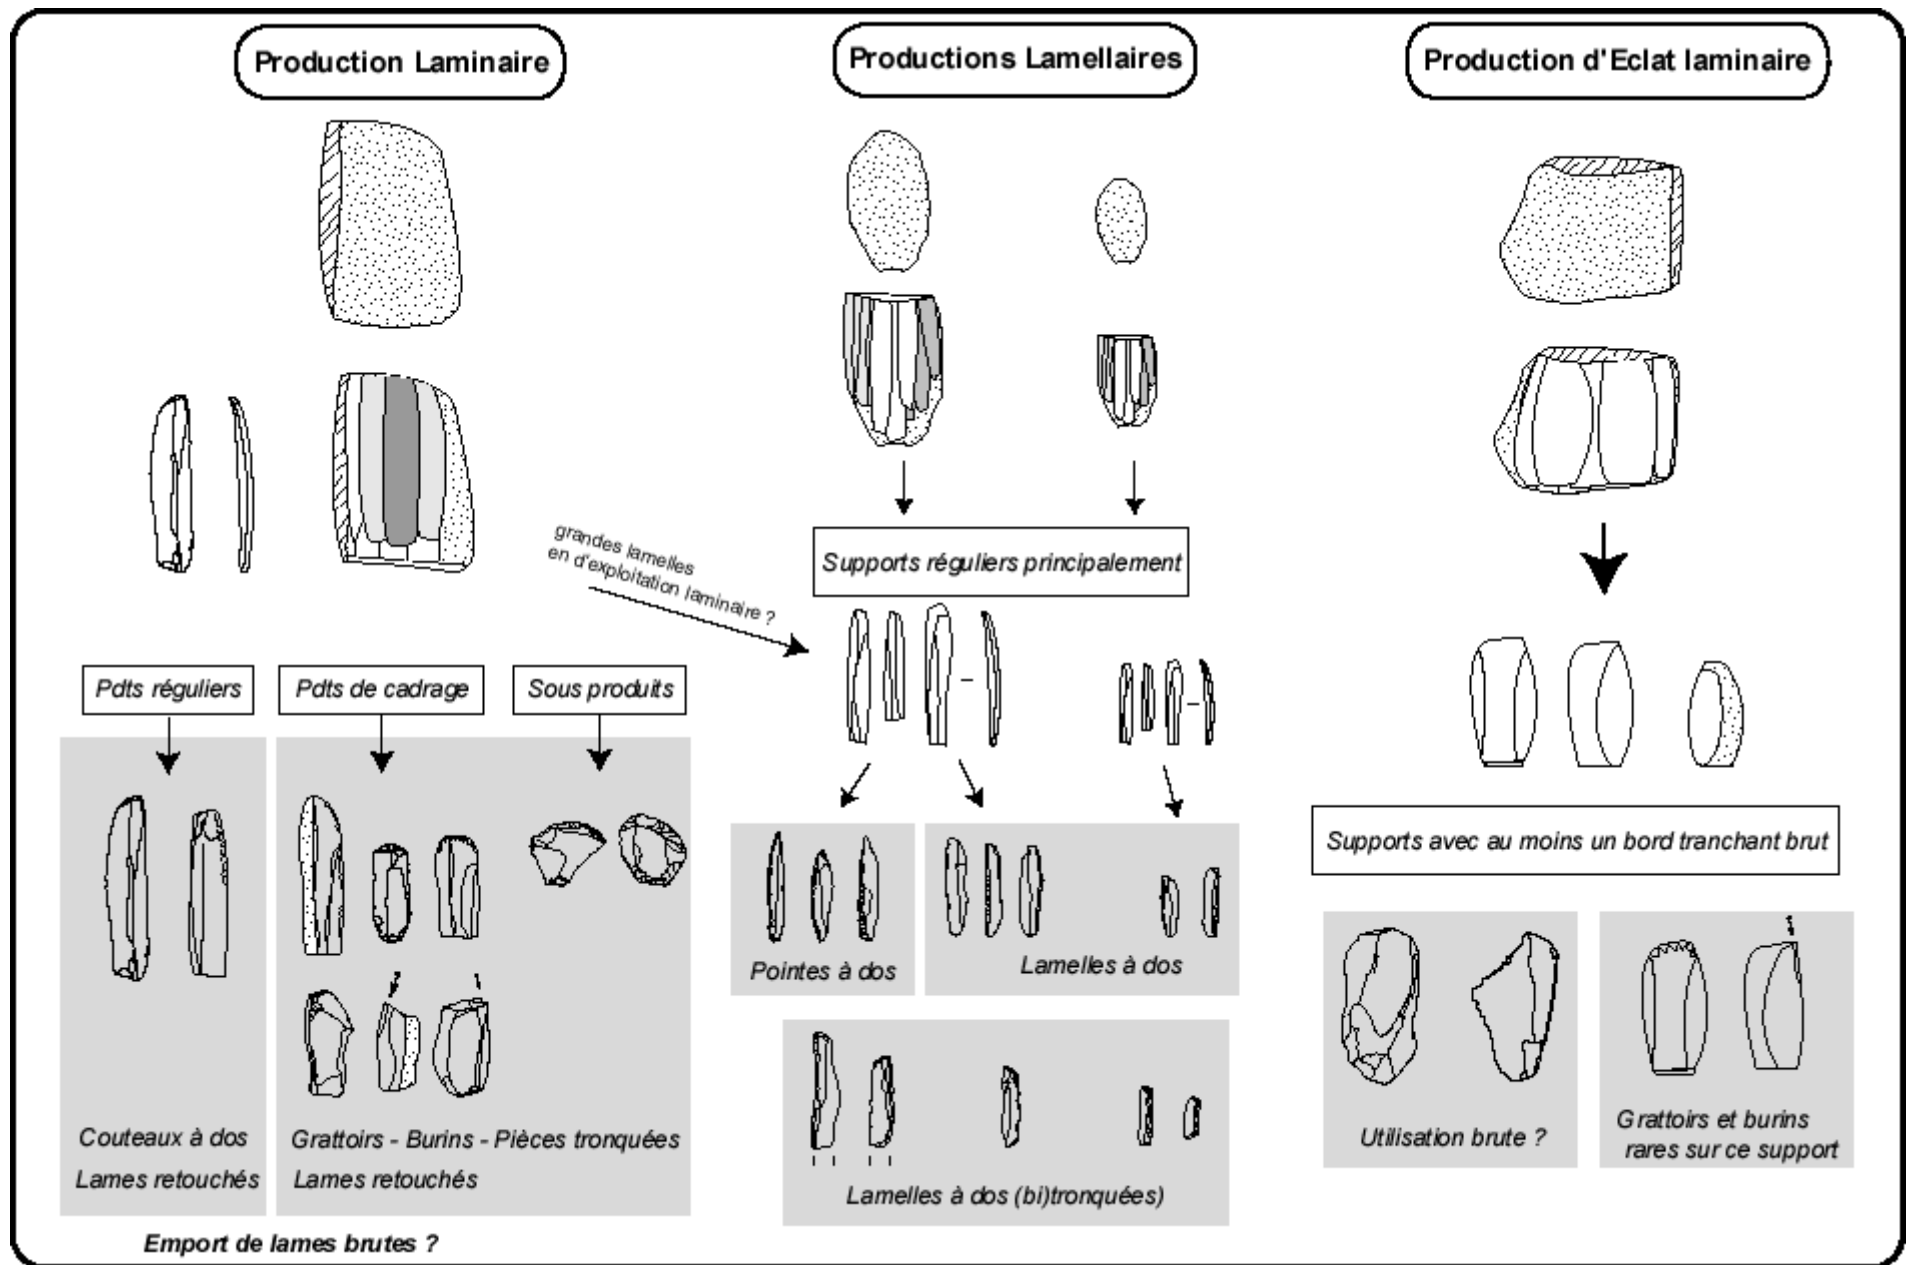 Production Laminaire
Productions Lamellaires
Production d'Eclat laminaire
grandes lamelles
en d'exploitation laminaire ?
Supports réguliers principalement
Pdts réguliers
Pdts de cadrage
Sous produits
Supports avec au moins un bord tranchant brut
Pointes à dos
Lamelles à dos
Couteaux à dos
Lames retouchés
Grattoirs - Burins - Pièces tronquées
Lames retouchés
Lamelles à dos (bi)tronquées)
Utilisation brute ?
Grattoirs et burins
rares sur ce support
Emport de lames brutes ?